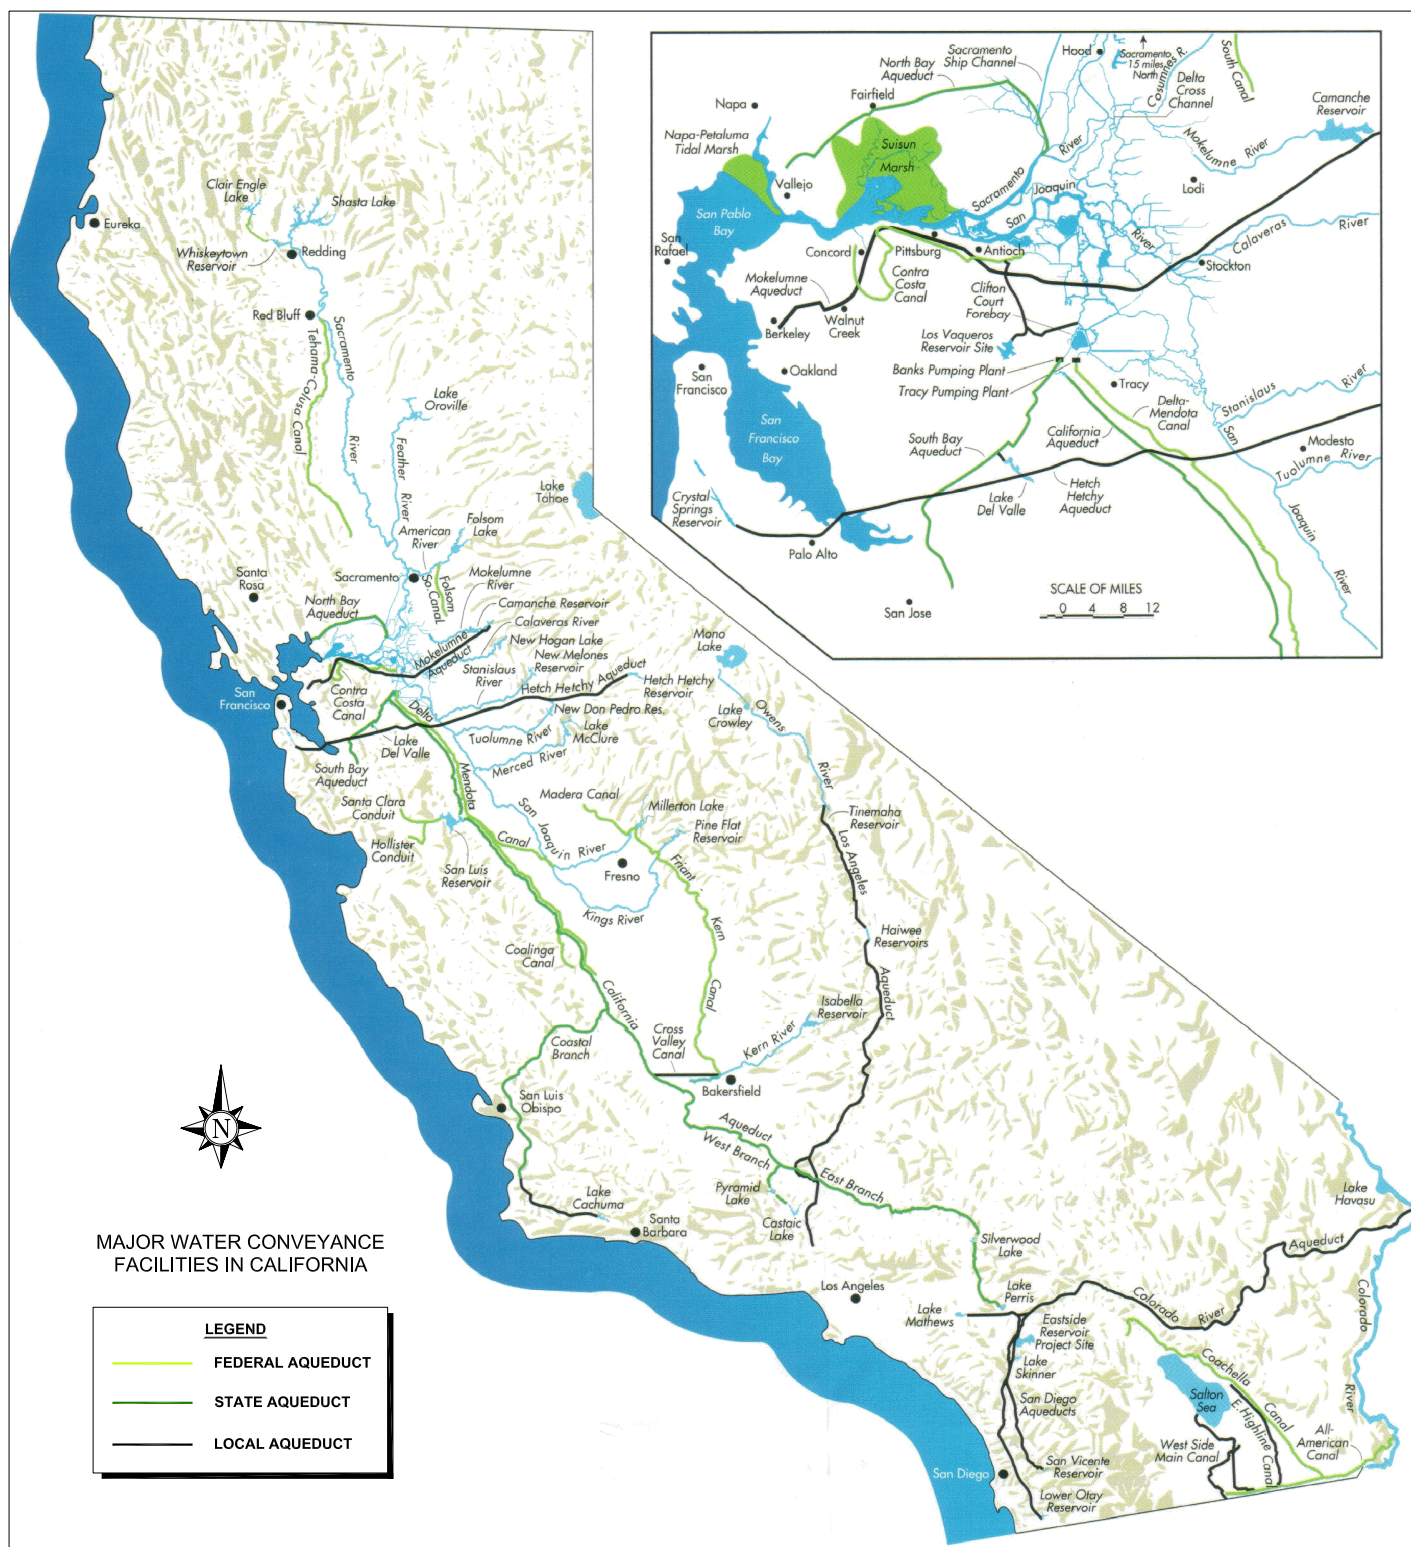 Clair Engle
Lake
Shasta Lake
Eureka
Whiskeytown
Reservoir
Redding
Red Bluff
Sacramento
River
Tehama-Colusa Canal
Lake
Oroville
Feather
River
Lake
Tahoe
American
River
Folsom
Lake
Sacramento
Folsom
So. Canal
Santa
Rosa
North Bay
Aqueduct
Mokelumne
River
Camanche Reservoir
Calaveras River
New Hogan Lake
New Melones
Reservoir
Mokelumne
Aqueduct
Stanislaus
River
Hetch Hetchy Aqueduct
Hetch Hetchy
Reservoir
Mono
Lake
San
Francisco
Contra
Costa
Canal
Delta
Mendota
Canal
New Don Pedro Res.
Lake
McClure
Tuolumne River
Merced River
Lake
Del Valle
South Bay
Aqueduct
Lake
Crowley
Owens
River
Santa Clara
Conduit
Hollister
Conduit
San Luis
Reservoir
Madera Canal
Millerton Lake
Pine Flat
Reservoir
San Joaquin River
Fresno
Friant-
Kern
Canal
Kings River
Tinemaha
Reservoir
Los Angeles
Aqueduct
Haiwee
Reservoirs
Coalinga
Canal
California
Aqueduct
Isabella
Reservoir
Cross
Valley
Canal
Kern River
Coastal
Branch
Bakersfield
San Luis
Obispo
West Branch
East Branch
Pyramid
Lake
Castaic
Lake
Lake
Cachuma
Santa
Barbara
Silverwood
Lake
Lake
Havasu
Aqueduct
Los Angeles
Lake
Perris
Lake
Mathews
Colorado
River
Colorado
River
Eastside
Reservoir
Project Site
Lake
Skinner
San Diego
Aqueducts
Coachella
Canal
Salton
Sea
E. Highline Canal
All-
American
Canal
West Side
Main Canal
San Vicente
Reservoir
San Diego
Lower Otay
Reservoir
N
MAJOR WATER CONVEYANCE
FACILITIES IN CALIFORNIA
LEGEND
FEDERAL AQUEDUCT
STATE AQUEDUCT
LOCAL AQUEDUCT
Sacramento
Ship Channel
Hood
Sacramento
15 miles
North
Cosumnes R.
South Canal
North Bay
Aqueduct
Delta
Cross
Channel
Camanche
Reservoir
Napa
Fairfield
Napa-Petaluma
Tidal Marsh
Suisun
Marsh
Mokelumne River
Lodi
Sacramento
River
Vallejo
San Pablo
Bay
San
Joaquin
River
Calaveras
River
San
Rafael
Concord
Pittsburg
Antioch
Stockton
Mokelumne
Aqueduct
Contra
Costa
Canal
Clifton
Court
Forebay
Berkeley
Walnut
Creek
Los Vaqueros
Reservoir Site
San
Francisco
Oakland
Banks Pumping Plant
Tracy Pumping Plant
Tracy
Stanislaus
River
San
Francisco
Bay
Delta-
Mendota
Canal
California
Aqueduct
South Bay
Aqueduct
Modesto
Tuolumne River
San
Joaquin
River
Crystal
Springs
Reservoir
Lake
Del Valle
Hetch
Hetchy
Aqueduct
Palo Alto
San Jose
SCALE OF MILES
0 4 8 12